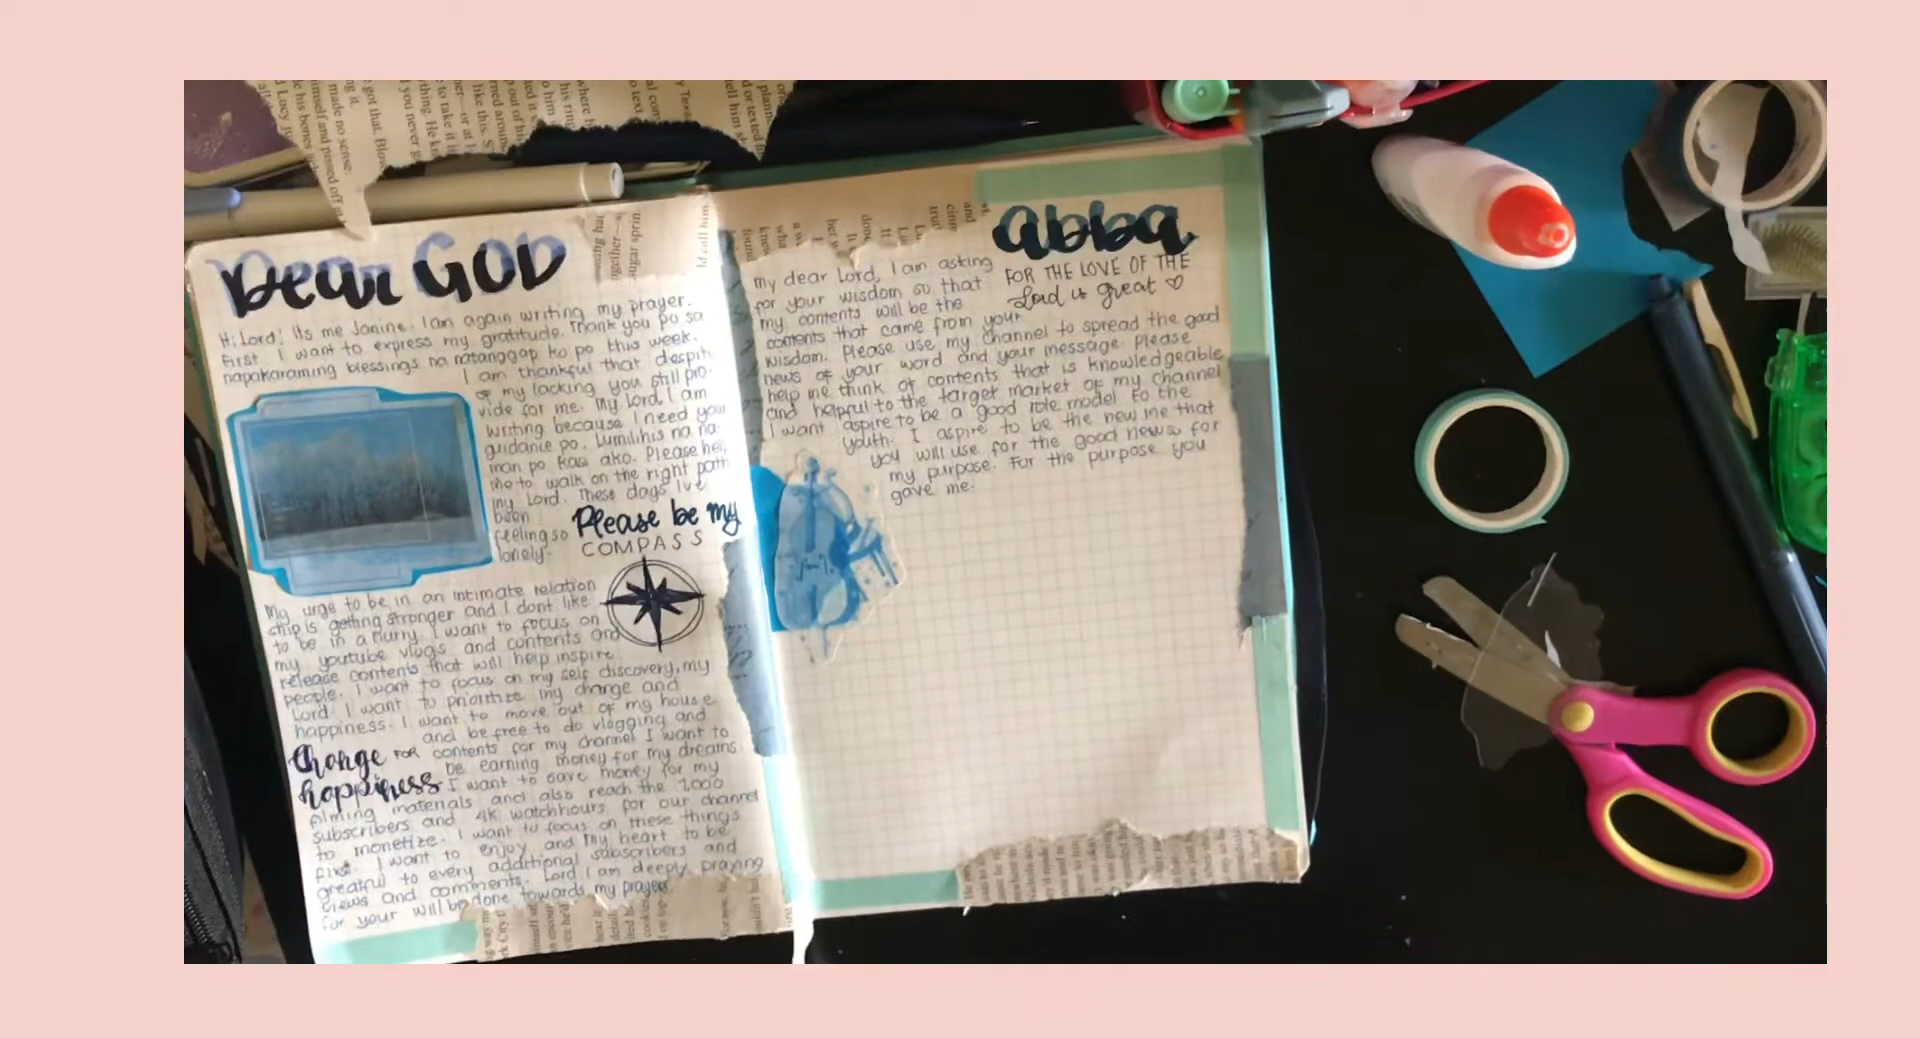 Dear GOD
Hi Lord! Its me Janine. I am again writing my prayer.
First I want to express my gratitude. Thank you po sa
napakaraming blessings na natanggap ko po this week.
I am thankful that despite
of my lacking you still pro-
vide for me. My Lord, I am
writing because I need your
guidance po. Lumilihis na na-
man po kasi ako. Please help
me to walk on the right path
my Lord. These days I've
been
feeling so
lonely.
Please be my
COMPASS
My urge to be in an intimate relation
ship is getting stronger and I dont like
to be in a hurry. I want to focus on
my youtube vlogs and contents and
release contents that will help inspire
people. I want to focus on my self discovery, my
Lord. I want to prioritize my change and
happiness. I want to move out of my house
and be free to do vlogging and
Change FOR
happiness
contents for my channel I want to
be earning money for my dreams.
I want to save money for my
filming materials and also reach the 1000
subscribers and 4K watchhours for our channel
to monetize. I want to focus on these things
first. I want to enjoy and my heart to be
greatful to every additional subscribers and
views and comments. Lord I am deeply praying
for your will be done towards my prayer.
abba
FOR THE LOVE OF THE
Lord is great ♡
my dear Lord, I am asking
for your wisdom so that
my contents will be the
contents that came from your
wisdom. Please use my channel to spread the good
news of your word and your message. Please
help me think of contents that is knowledgeable
and helpful to the target market of my channel
I want aspire to be a good role model to the
youth. I aspire to be the new me that
you will use for the good news for
my purpose. For the purpose you
gave me.